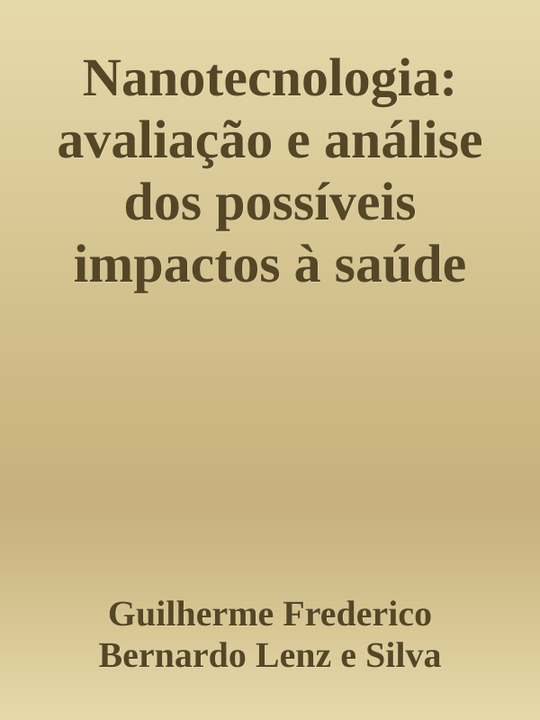 Nanotecnologia:
avaliação e análise
dos possíveis
impactos à saúde
Guilherme Frederico
Bernardo Lenz e Silva